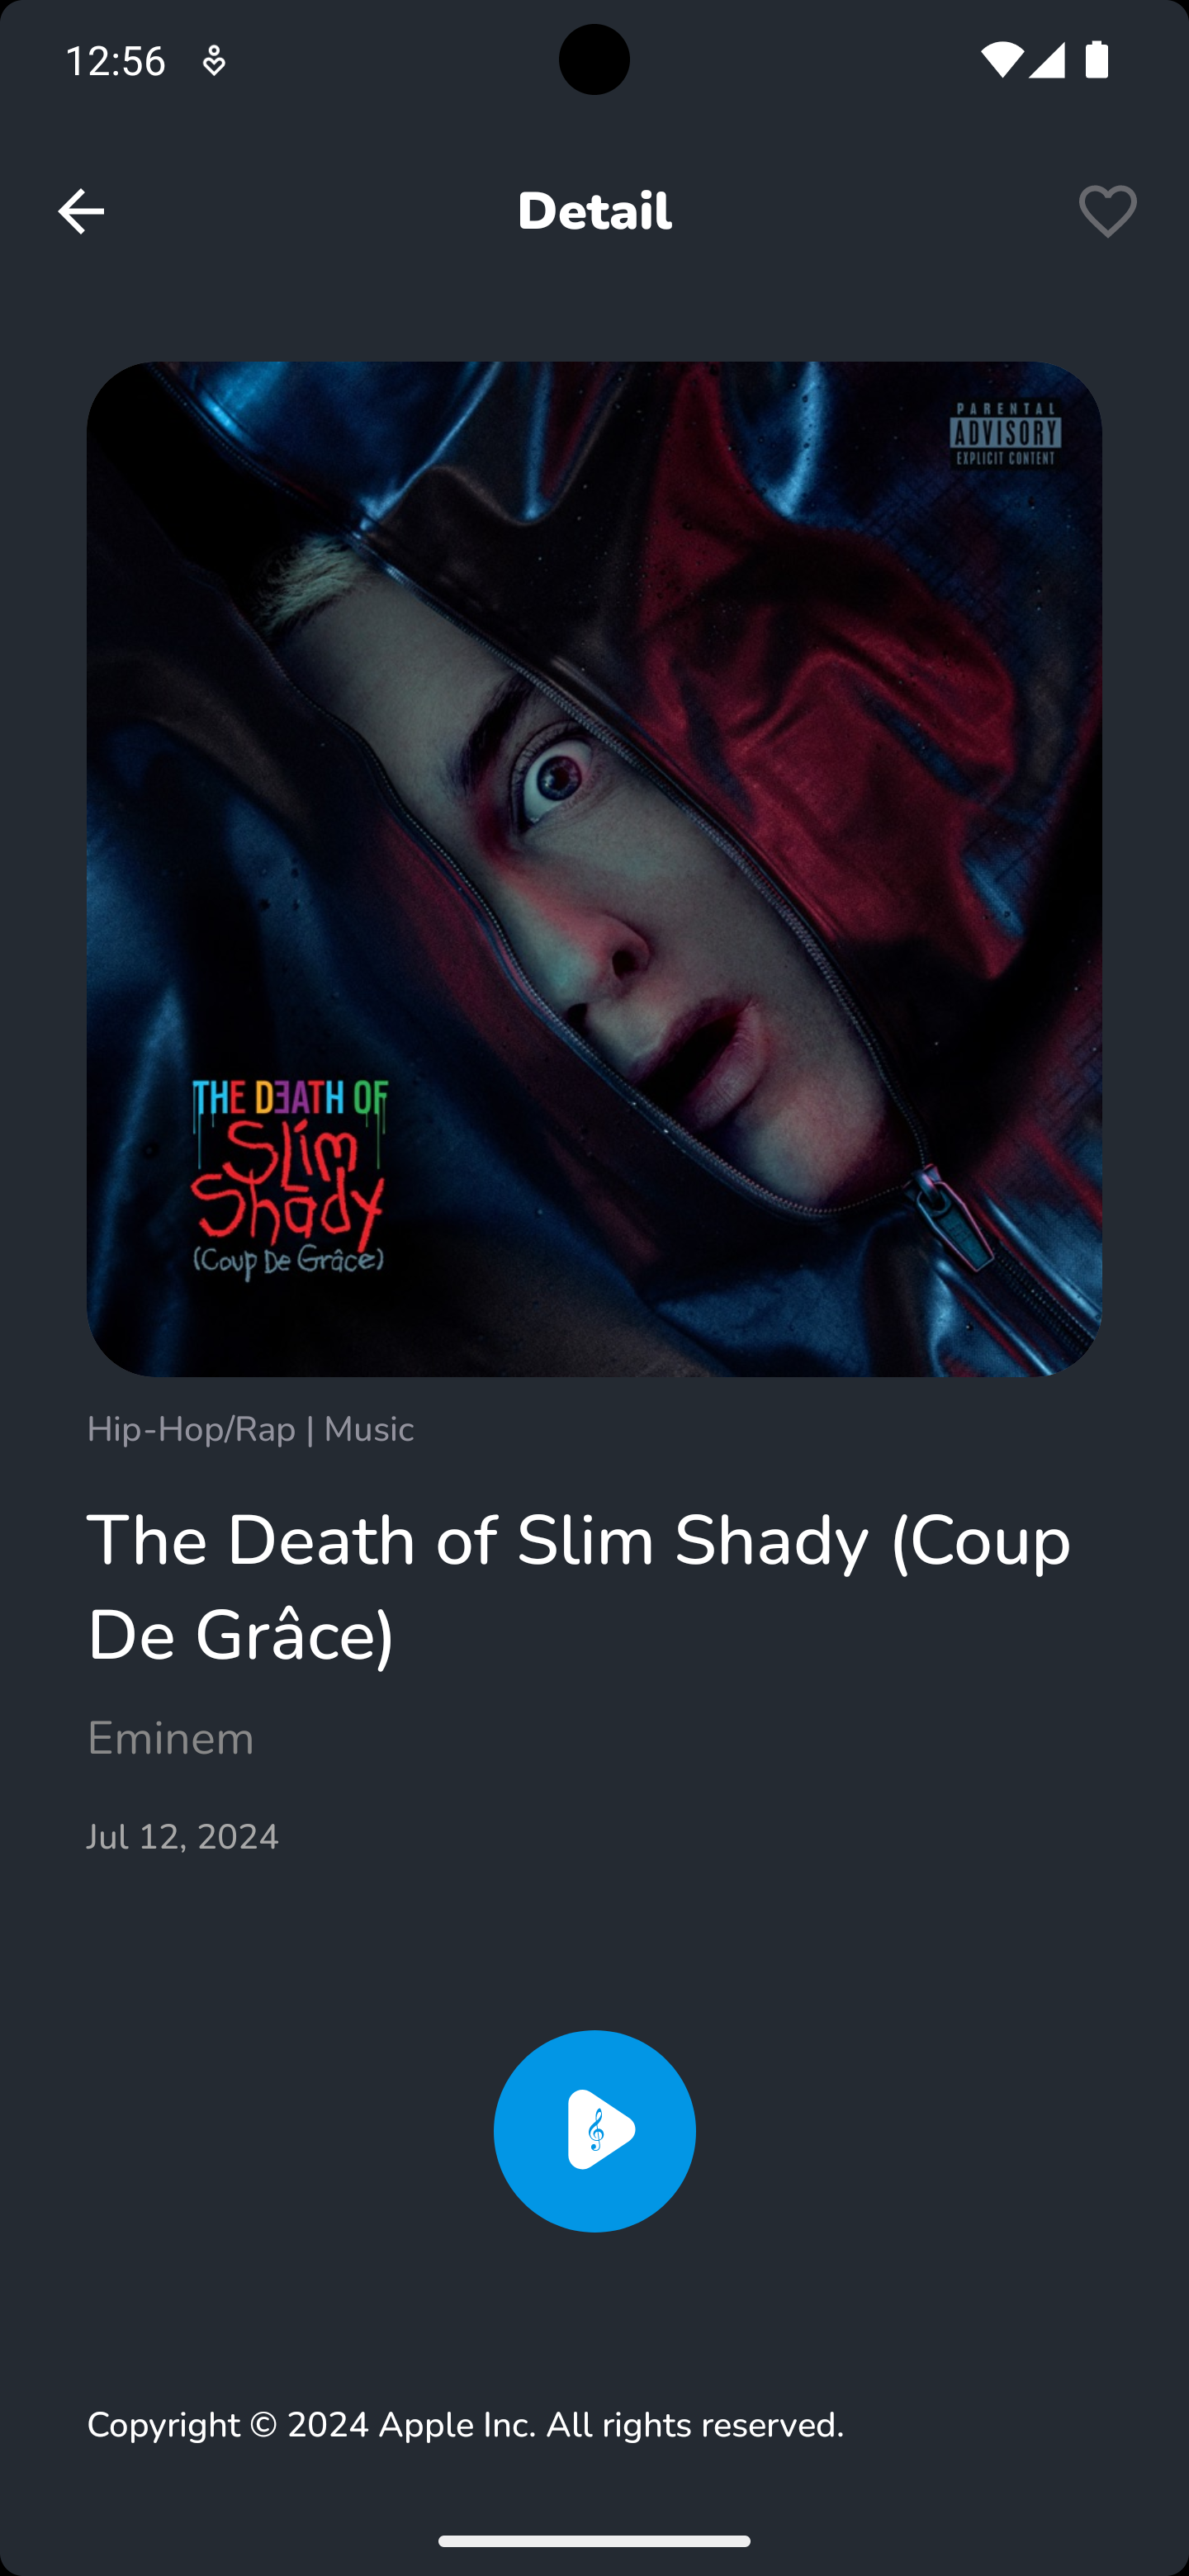 12:56
Detail
PARENTAL
ADVISORY
EXPLICIT CONTENT
THE DEATH OF
Slim
Shady
(Coup De Grâce)
Hip-Hop/Rap | Music
The Death of Slim Shady (Coup
De Grâce)
Eminem
Jul 12, 2024
Copyright © 2024 Apple Inc. All rights reserved.